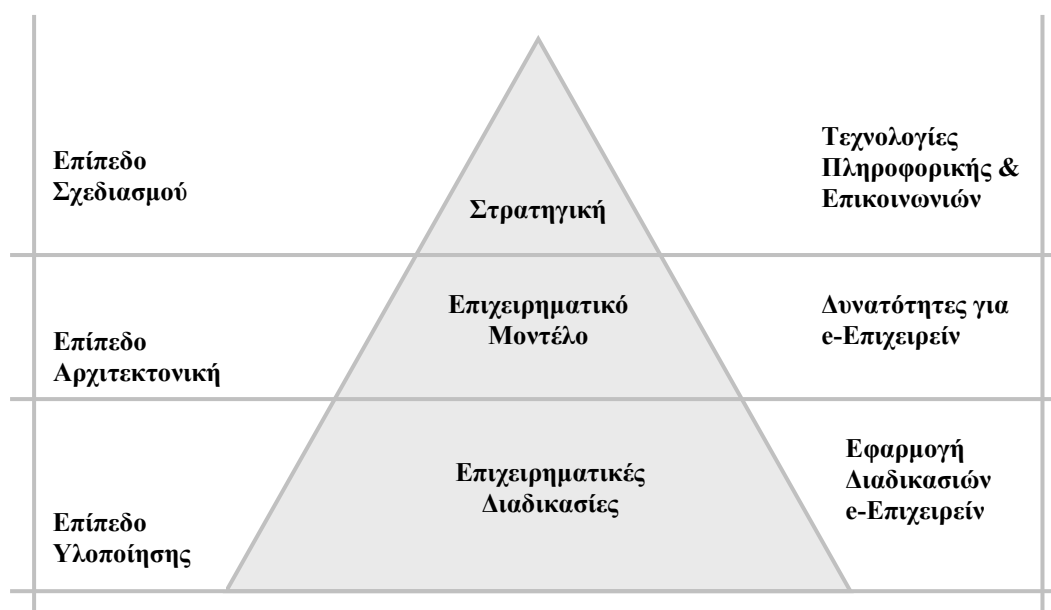 Επίπεδο
Σχεδιασμού
Στρατηγική
Τεχνολογίες
Πληροφορικής &
Επικοινωνιών
Επίπεδο
Αρχιτεκτονική
Επιχειρηματικό
Μοντέλο
Δυνατότητες για
e-Επιχειρείν
Επίπεδο
Υλοποίησης
Επιχειρηματικές
Διαδικασίες
Εφαρμογή
Διαδικασιών
e-Επιχειρείν